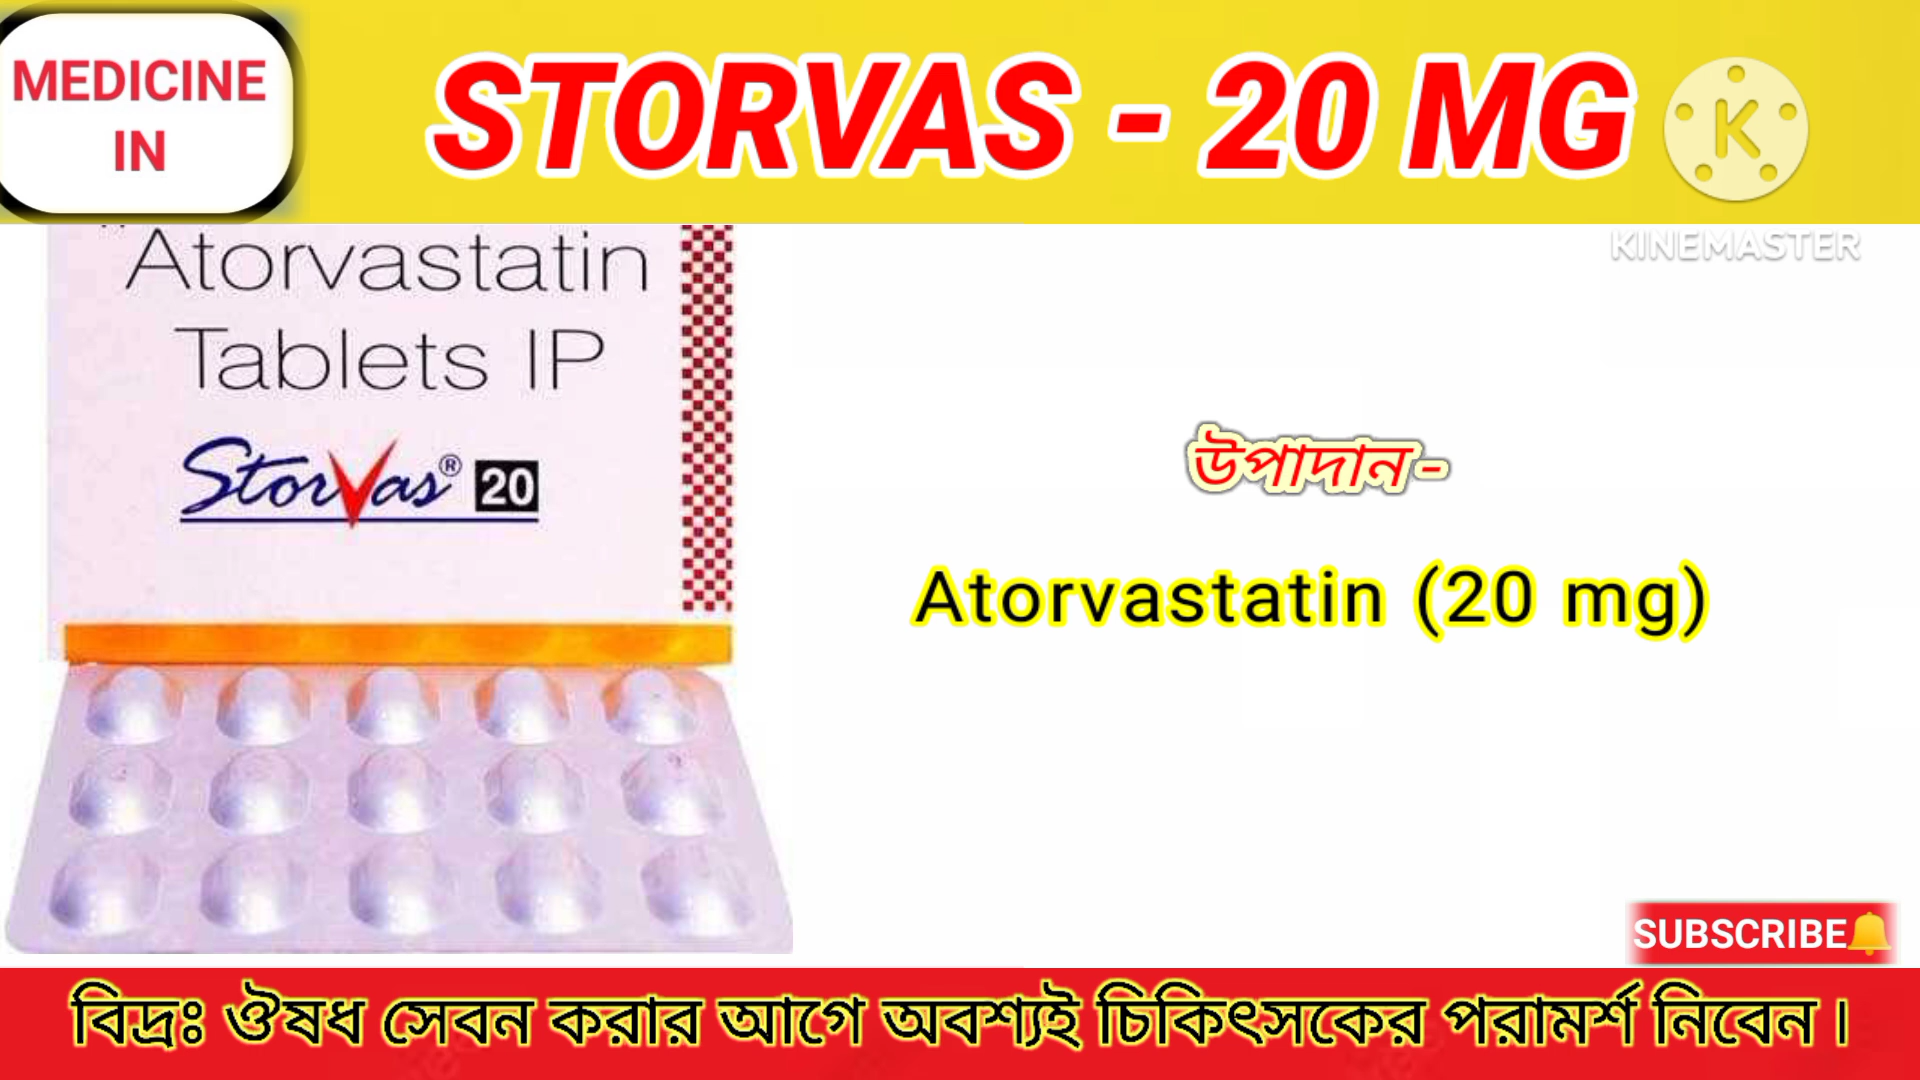 MEDICINE
IN
STORVAS - 20 MG
K
KINEMASTER
Atorvastatin
Tablets IP
Storvas® 20
উপাদান -
Atorvastatin (20 mg)
SUBSCRIBE
বিদ্রঃ ঔষধ সেবন করার আগে অবশ্যই চিকিৎসকের পরামর্শ নিবেন।